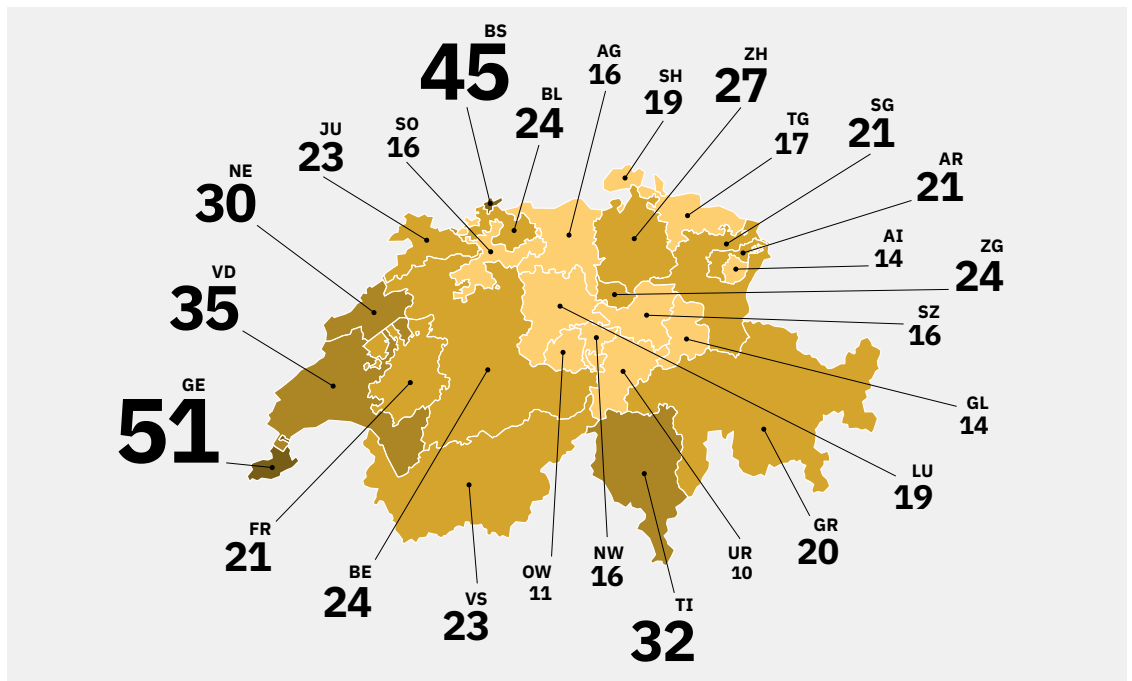 BS
45
AG
16
ZH
27
SH
19
BL
24
SG
21
TG
17
SO
16
JU
23
AR
21
NE
30
AI
14
ZG
24
VD
35
SZ
16
GE
51
GL
14
LU
19
FR
21
GR
20
NW
16
UR
10
BE
24
OW
11
VS
23
TI
32